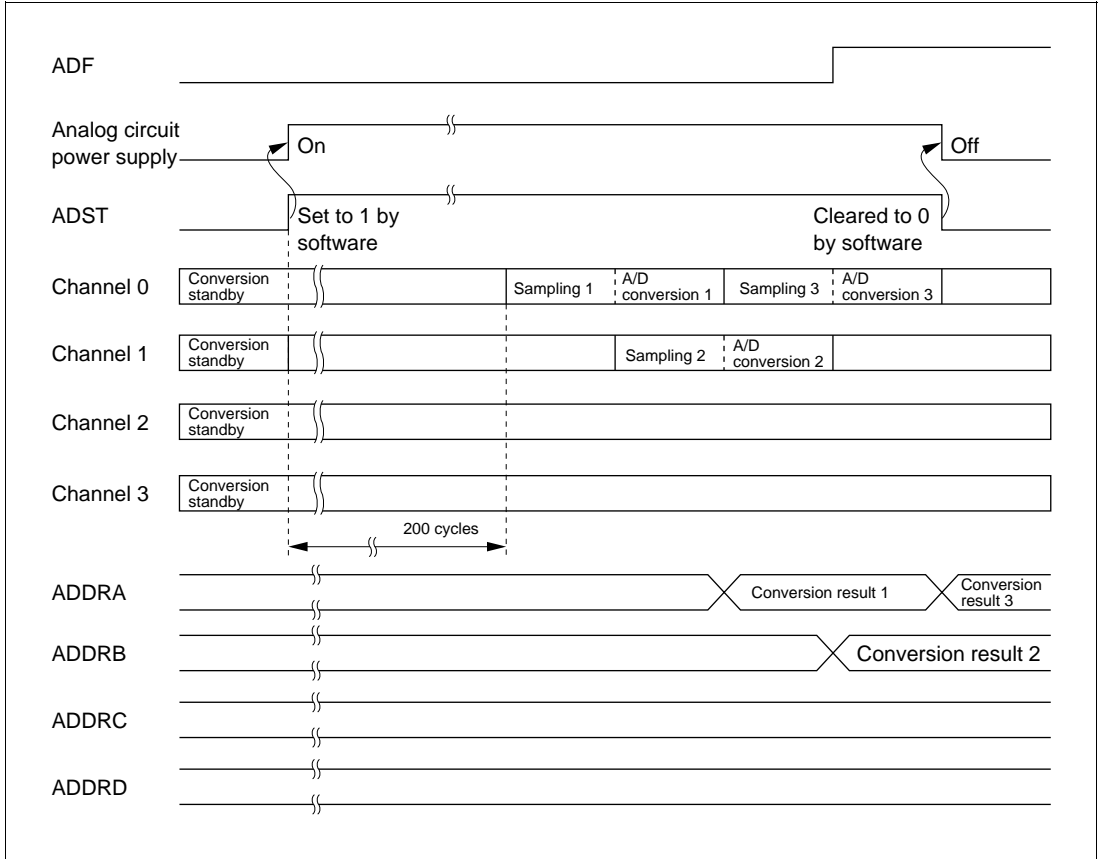 ADF
Analog circuit
power supply
On
Off
ADST
Set to 1 by
software
Cleared to 0
by software
Channel 0
Conversion
standby
Sampling 1
A/D
conversion 1
Sampling 3
A/D
conversion 3
Channel 1
Conversion
standby
Sampling 2
A/D
conversion 2
Channel 2
Conversion
standby
Channel 3
Conversion
standby
200 cycles
ADDRA
Conversion result 1
Conversion
result 3
ADDRB
Conversion result 2
ADDRC
ADDRD